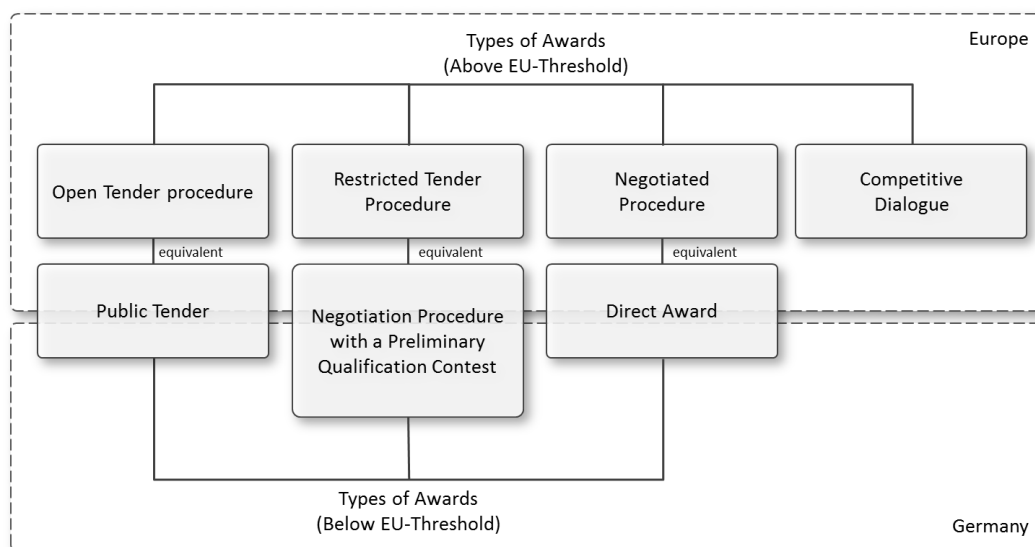 Types of Awards
(Above EU-Threshold)
Europe
Open Tender procedure
Restricted Tender
Procedure
Negotiated
Procedure
Competitive
Dialogue
equivalent
equivalent
equivalent
Public Tender
Negotiation Procedure
with a Preliminary
Qualification Contest
Direct Award
Types of Awards
(Below EU-Threshold)
Germany